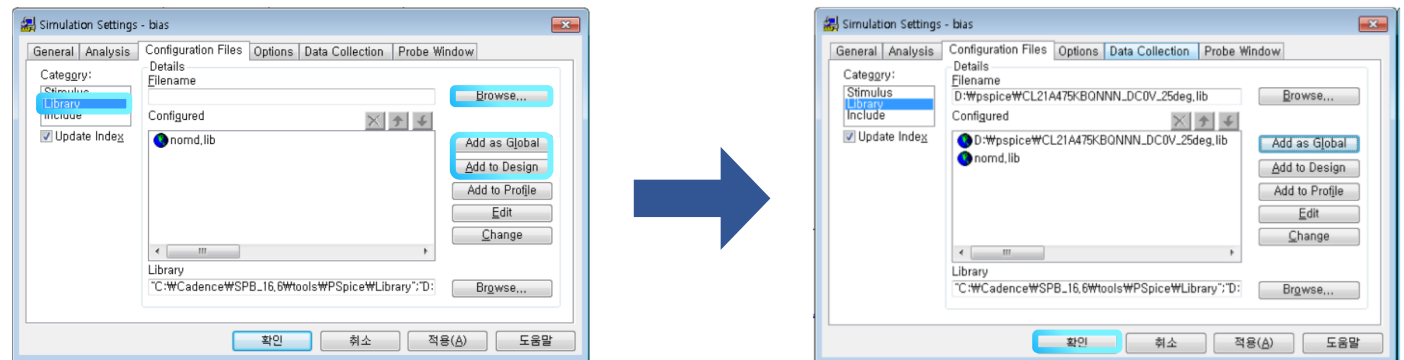 Simulation Settings - bias
General Analysis Configuration Files Options Data Collection Probe Window
Category:
Stimulus
Library
Include
Update Index
Details
Filename
Browse...
Configured
nomd.lib
Add as Global
Add to Design
Add to Profile
Edit
Change
Library
"C:₩Cadence₩SPB_16.6₩tools₩PSpice₩Library";"D:
Browse...
확인 취소 적용(A) 도움말
Simulation Settings - bias
General Analysis Configuration Files Options Data Collection Probe Window
Category:
Stimulus
Library
Include
Update Index
Details
Filename
D:₩pspice₩CL21A475KBQNNN_DC0V_25deg.lib
Browse...
Configured
D:₩pspice₩CL21A475KBQNNN_DC0V_25deg.lib
nomd.lib
Add as Global
Add to Design
Add to Profile
Edit
Change
Library
"C:₩Cadence₩SPB_16.6₩tools₩PSpice₩Library";"D:
Browse...
확인 취소 적용(A) 도움말